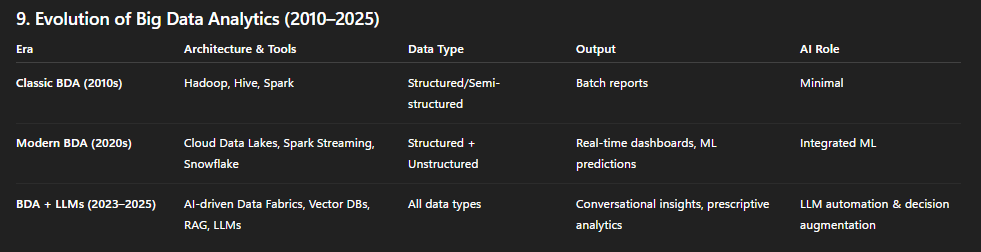 9. Evolution of Big Data Analytics (2010–2025)
Era Architecture & Tools Data Type Output AI Role
Classic BDA (2010s) Hadoop, Hive, Spark Structured/Semi- Batch reports Minimal
structured
Modern BDA (2020s) Cloud Data Lakes, Spark Streaming, Structured + Real-time dashboards, ML Integrated ML
Snowflake Unstructured predictions
BDA + LLMs (2023–2025) AI-driven Data Fabrics, Vector DBs, All data types Conversational insights, prescriptive LLM automation & decision
RAG, LLMs analytics augmentation